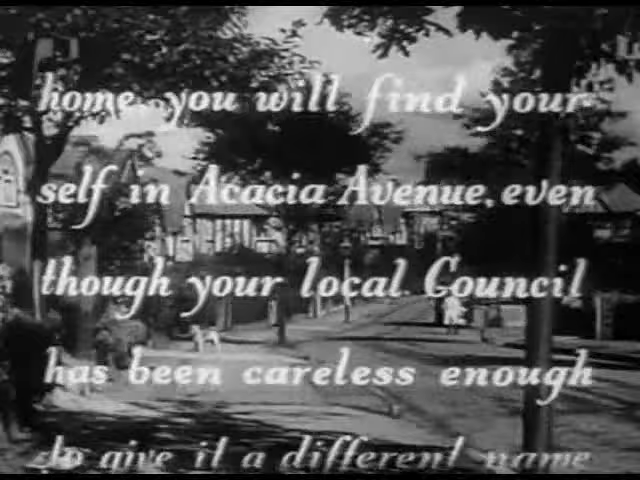 home, you will find your-
self in Acacia Avenue, even
though your local Council
has been careless enough
to give it a different name